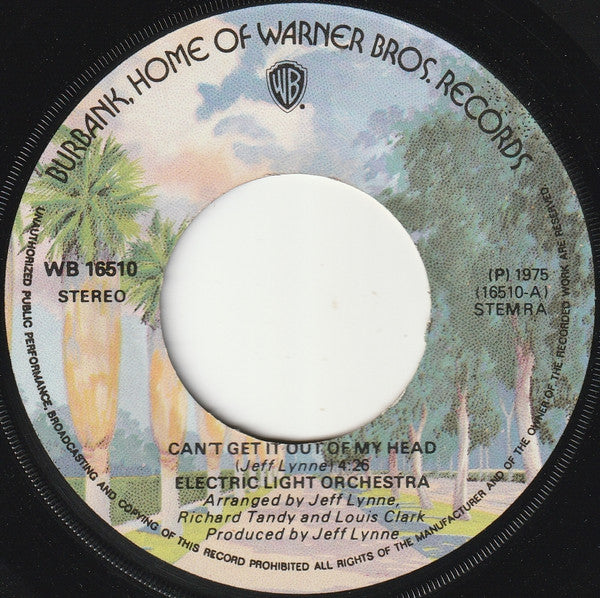 BURBANK, HOME OF WARNER BROS. RECORDS
WB
WB 16510
STEREO
(P) 1975
(16510-A)
STEMRA
CAN'T GET IT OUT OF MY HEAD
(Jeff Lynne) 4:26
ELECTRIC LIGHT ORCHESTRA
Arranged by Jeff Lynne,
Richard Tandy and Louis Clark
Produced by Jeff Lynne
UNAUTHORIZED PUBLIC PERFORMANCE, BROADCASTING AND COPYING OF THIS RECORD PROHIBITED ALL RIGHTS OF THE MANUFACTURER AND OF THE OWNER OF THE RECORDED WORK ARE RESERVED.